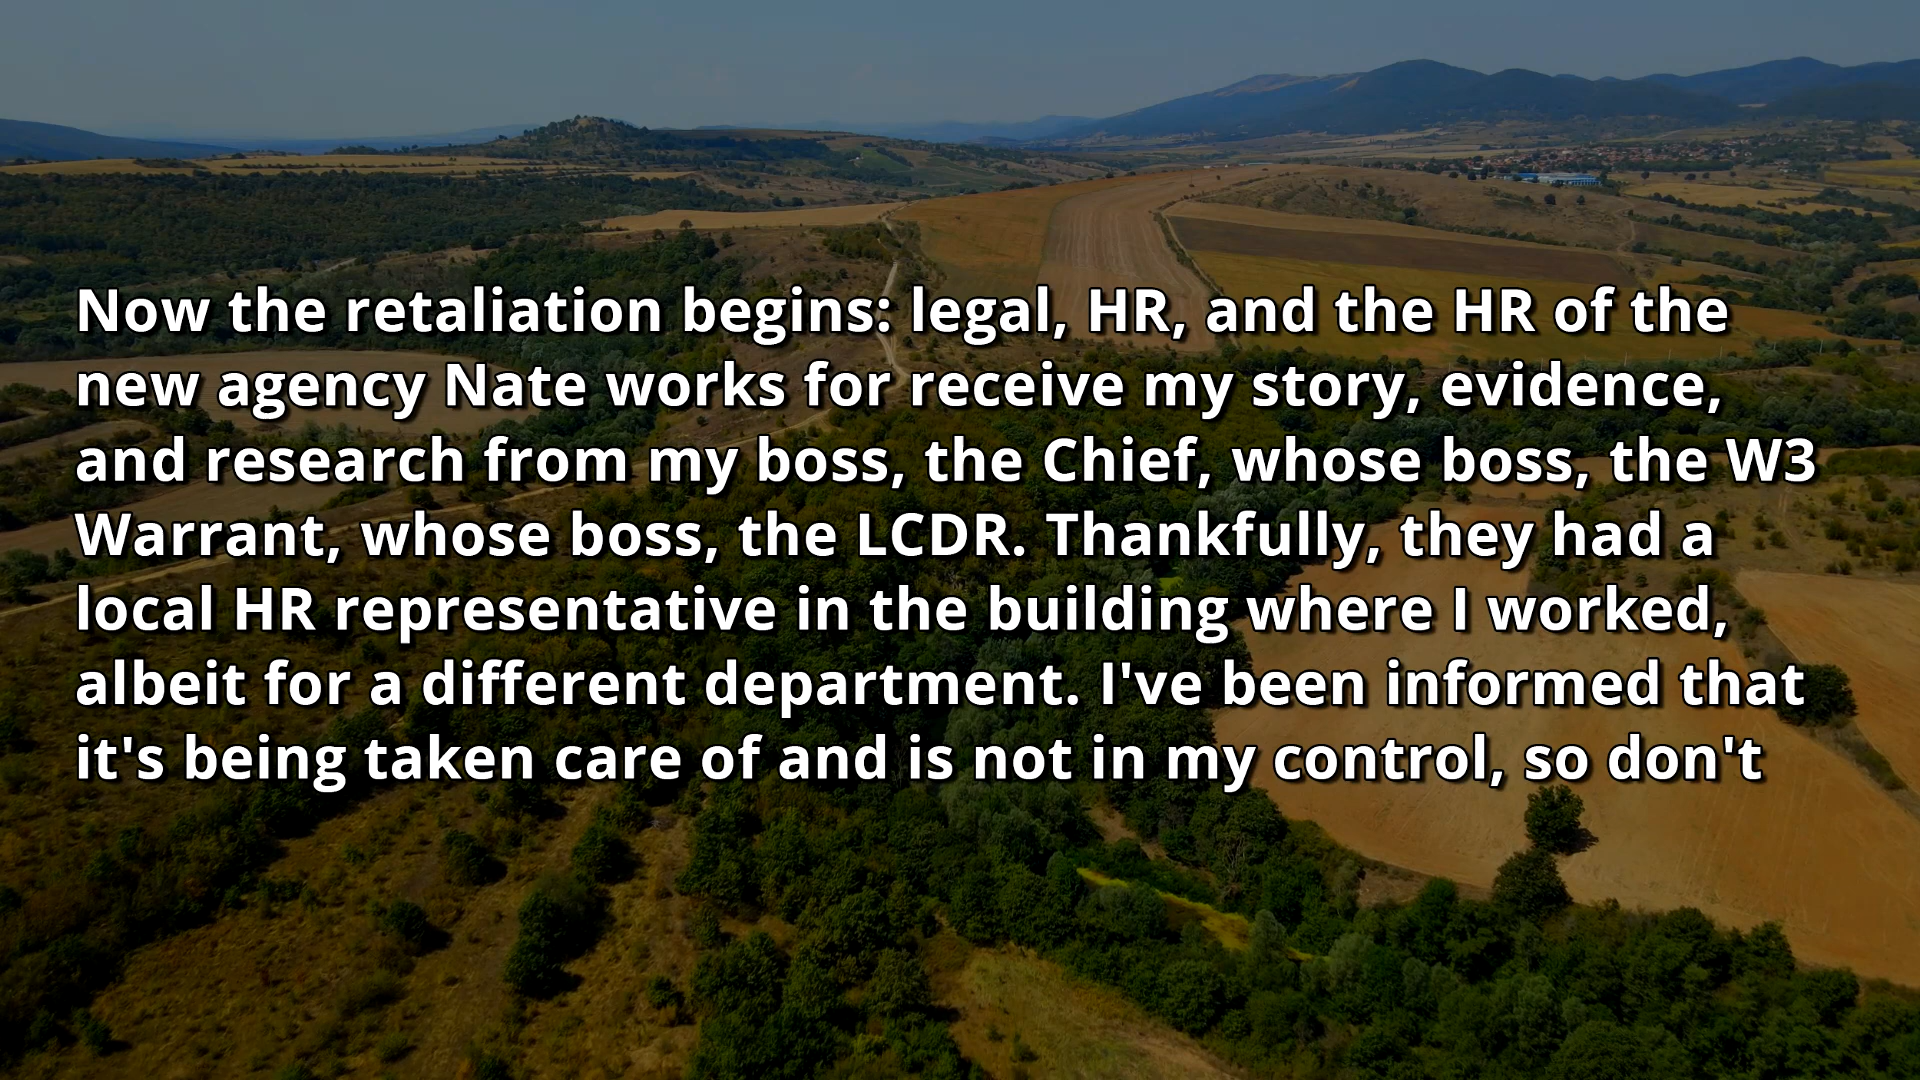 Now the retaliation begins: legal, HR, and the HR of the
new agency Nate works for receive my story, evidence,
and research from my boss, the Chief, whose boss, the W3
Warrant, whose boss, the LCDR. Thankfully, they had a
local HR representative in the building where I worked,
albeit for a different department. I've been informed that
it's being taken care of and is not in my control, so don't